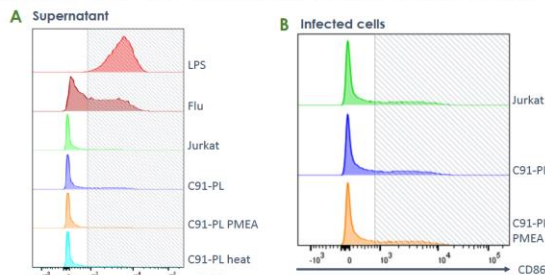 A Supernatant
LPS
Flu
Jurkat
C91-PL
C91-PL PMEA
C91-PL heat
B Infected cells
Jurkat
C91-PL
C91-PL
PMEA
-10³ 0 10³ 10⁴ 10⁵
CD86